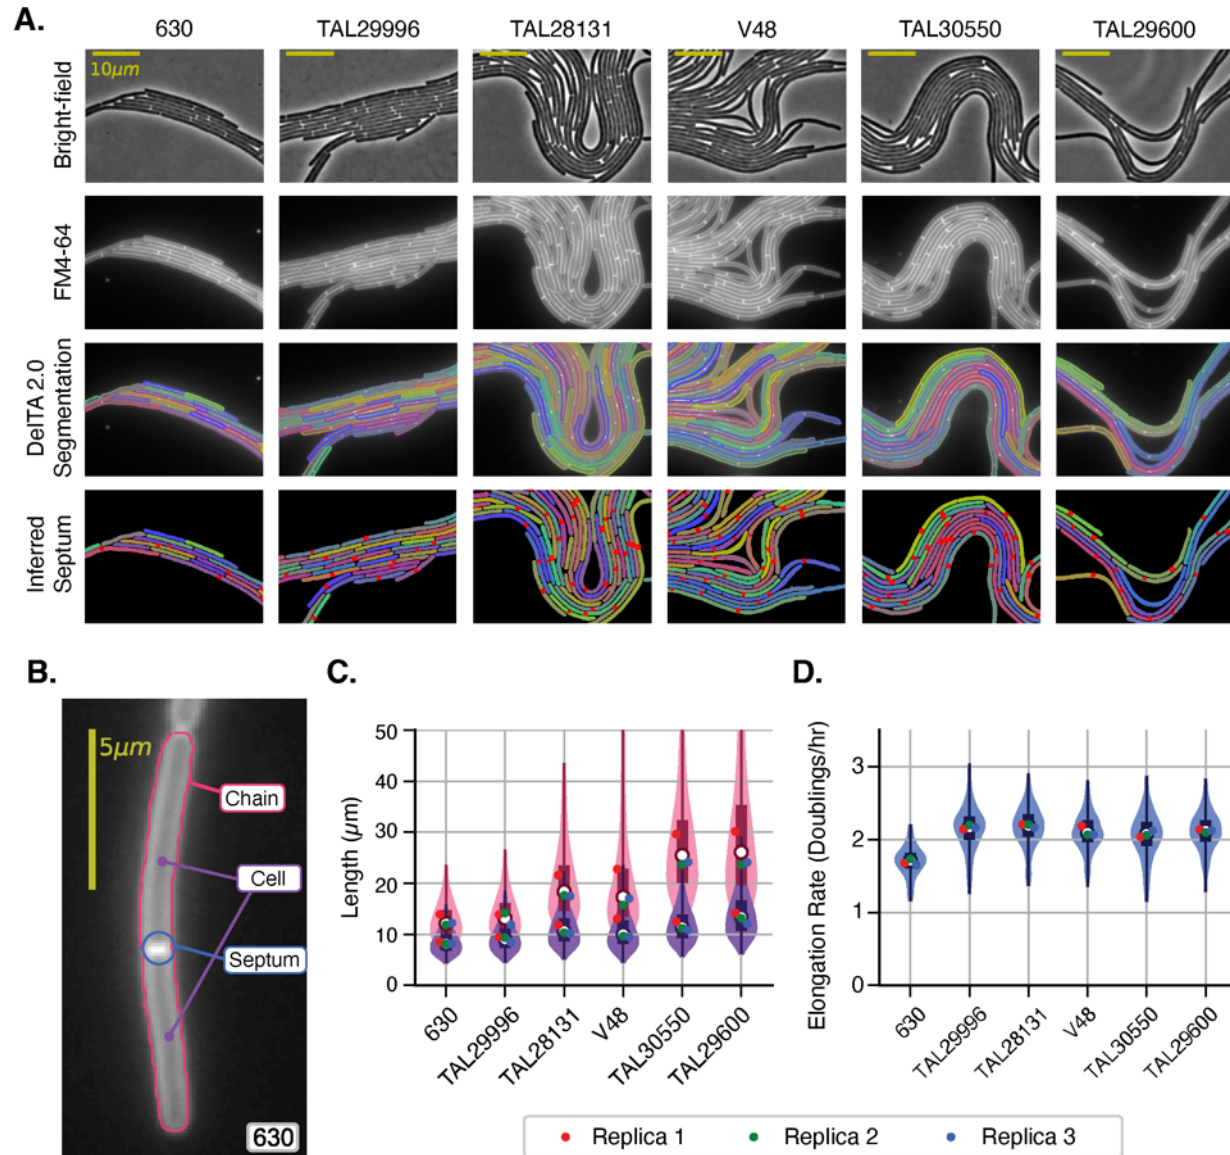 A.
630 TAL29996 TAL28131 V48 TAL30550 TAL29600
10μm
Bright-field
FM4-64
DelTA 2.0
Segmentation
Inferred
Septum
B.
5μm
Chain
Cell
Septum
630
C.
Length (μm)
50
40
30
20
10
0
630
TAL29996
TAL28131
V48
TAL30550
TAL29600
D.
Elongation Rate (Doublings/hr)
3
2
1
0
630
TAL29996
TAL28131
V48
TAL30550
TAL29600
Replica 1 Replica 2 Replica 3